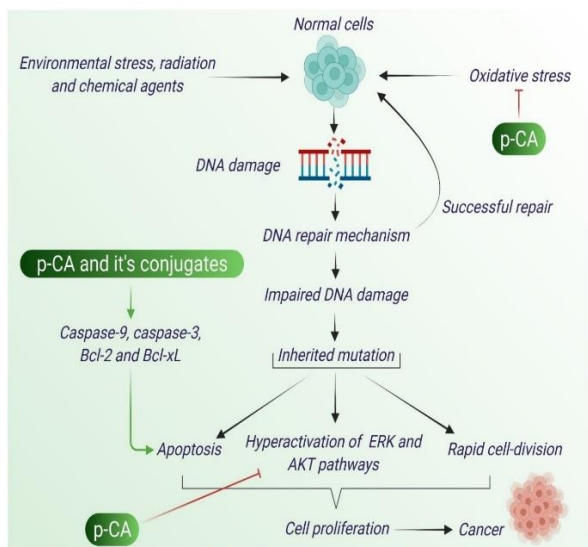 Normal cells
Environmental stress, radiation
and chemical agents
Oxidative stress
p-CA
DNA damage
Successful repair
DNA repair mechanism
p-CA and it's conjugates
Impaired DNA damage
Caspase-9, caspase-3,
Bcl-2 and Bcl-xL
Inherited mutation
Apoptosis
Hyperactivation of ERK and
AKT pathways
Rapid cell-division
p-CA
Cell proliferation
Cancer